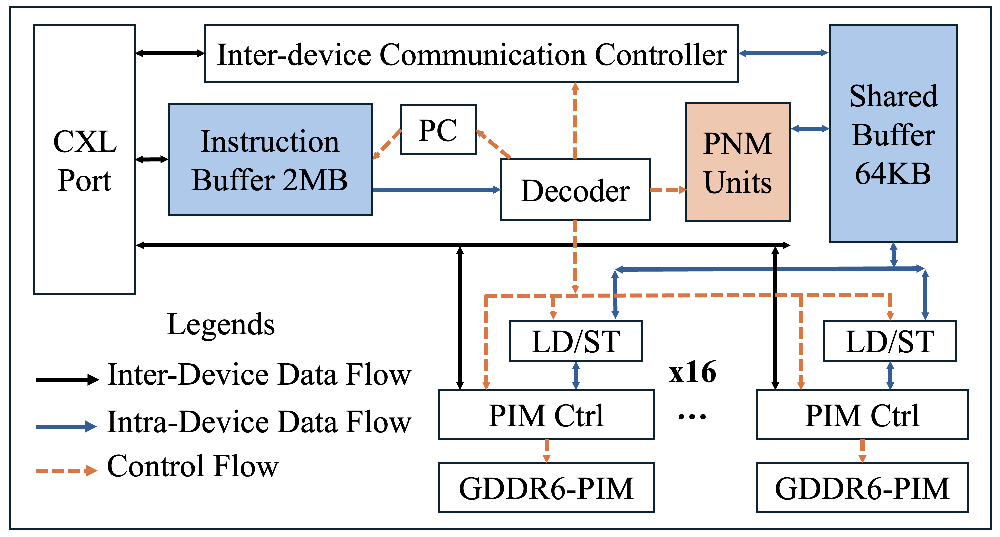 Inter-device Communication Controller
CXL
Port
Instruction
Buffer 2MB
PC
Decoder
PNM
Units
Shared
Buffer
64KB
Legends
Inter-Device Data Flow
Intra-Device Data Flow
Control Flow
LD/ST
LD/ST
x16
PIM Ctrl
...
PIM Ctrl
GDDR6-PIM
GDDR6-PIM